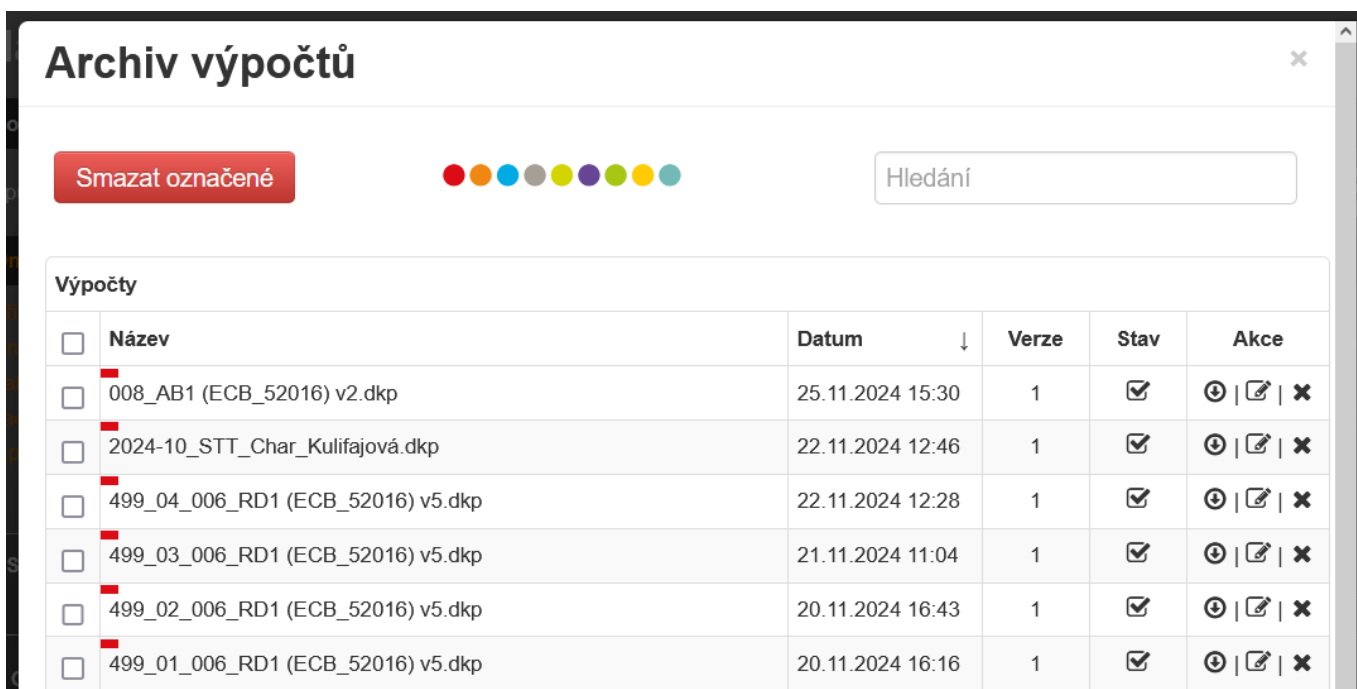 Archiv výpočtů
Smazat označené
Hledání
Výpočty
Název Datum ↓ Verze Stav Akce
008_AB1 (ECB_52016) v2.dkp 25.11.2024 15:30 1
2024-10_STT_Char_Kulifajová.dkp 22.11.2024 12:46 1
499_04_006_RD1 (ECB_52016) v5.dkp 22.11.2024 12:28 1
499_03_006_RD1 (ECB_52016) v5.dkp 21.11.2024 11:04 1
499_02_006_RD1 (ECB_52016) v5.dkp 20.11.2024 16:43 1
499_01_006_RD1 (ECB_52016) v5.dkp 20.11.2024 16:16 1